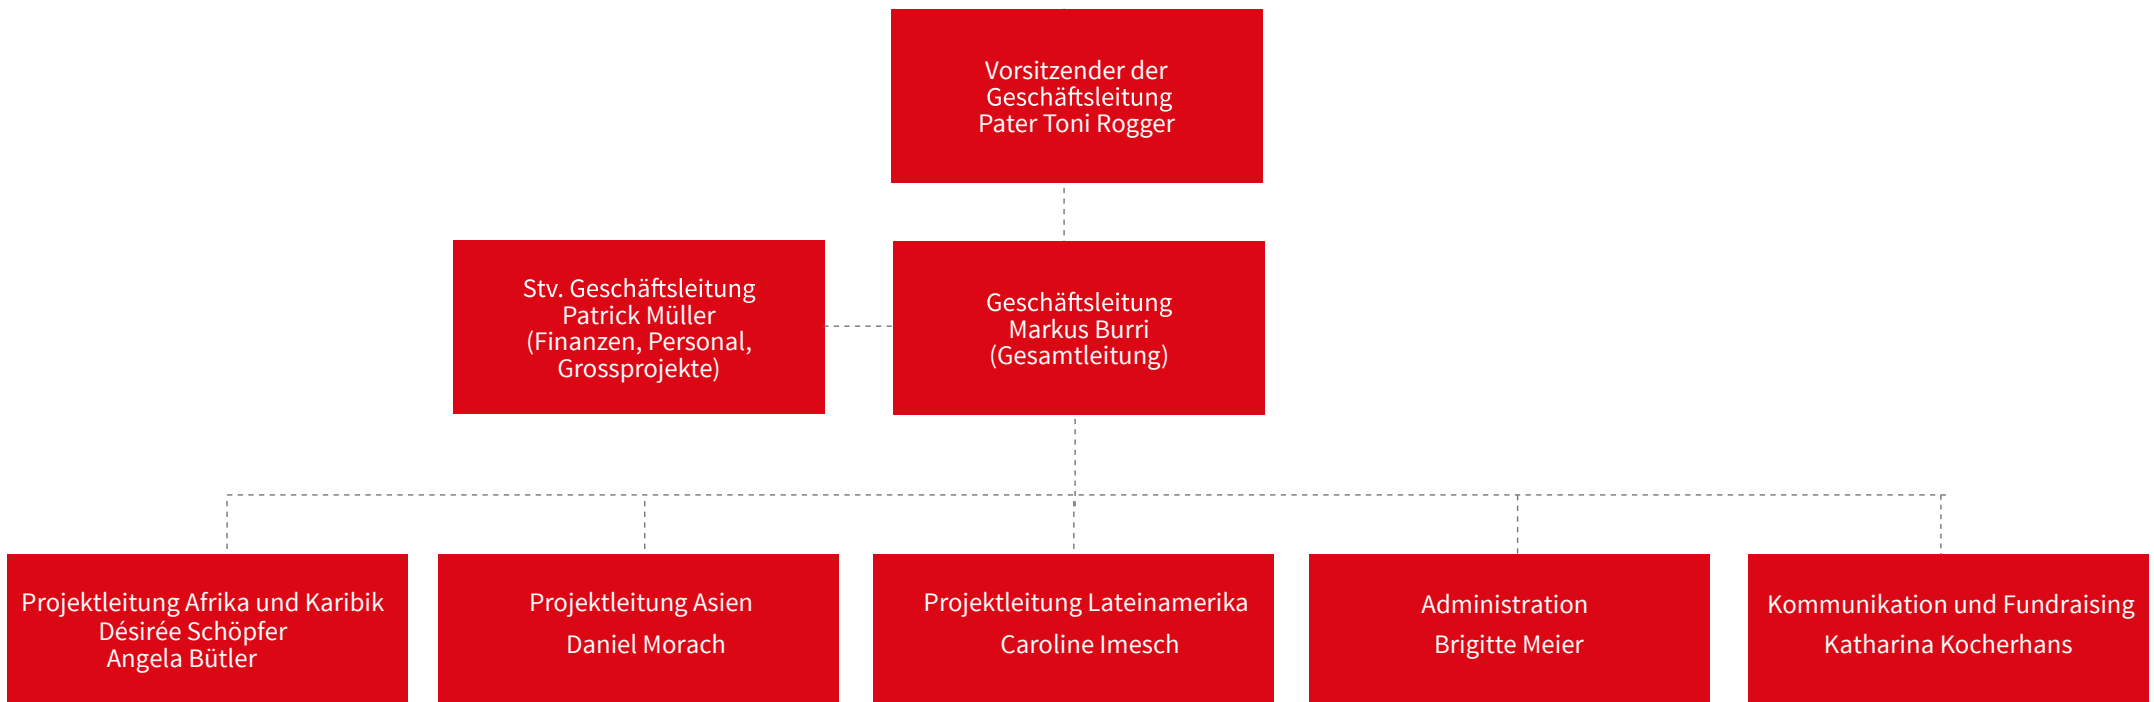 Vorsitzender der
Geschäftsleitung
Pater Toni Rogger
Stv. Geschäftsleitung
Patrick Müller
(Finanzen, Personal,
Grossprojekte)
Geschäftsleitung
Markus Burri
(Gesamtleitung)
Projektleitung Afrika und Karibik
Désirée Schöpfer
Angela Bütler
Projektleitung Asien
Daniel Morach
Projektleitung Lateinamerika
Caroline Imesch
Administration
Brigitte Meier
Kommunikation und Fundraising
Katharina Kocherhans